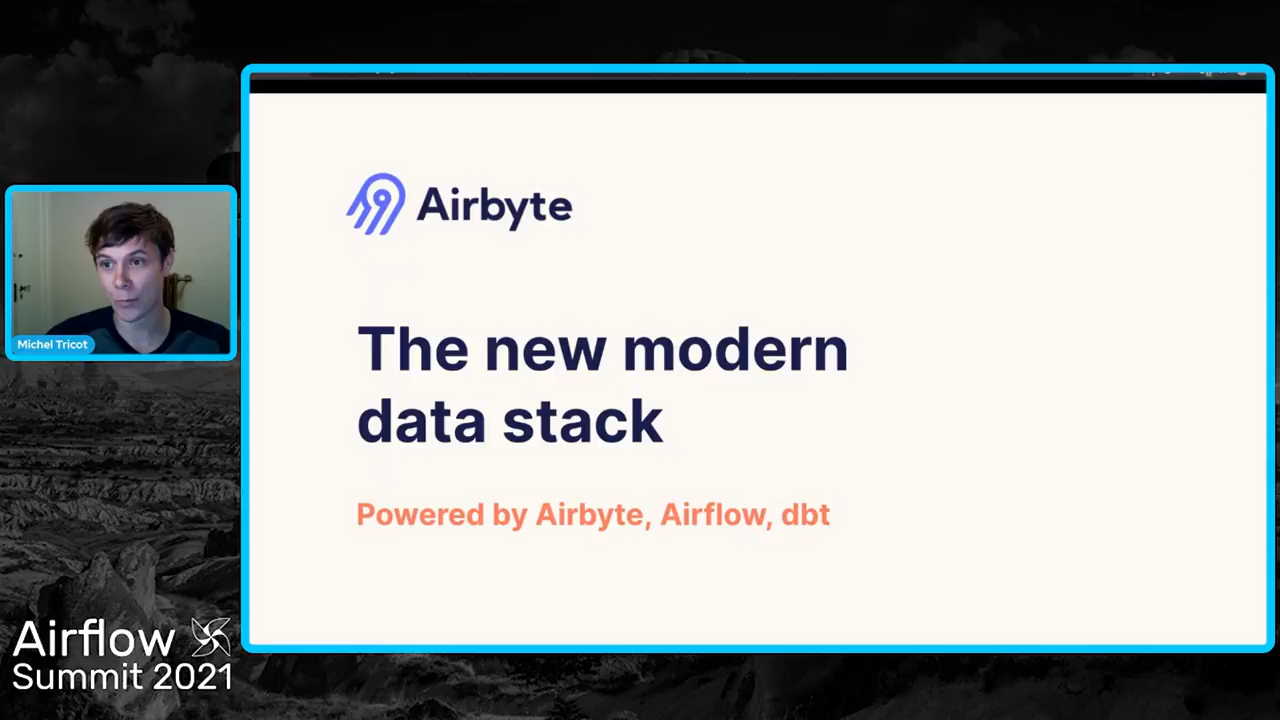 Airbyte
The new modern
data stack
Powered by Airbyte, Airflow, dbt
Michel Tricot
Airflow
Summit 2021